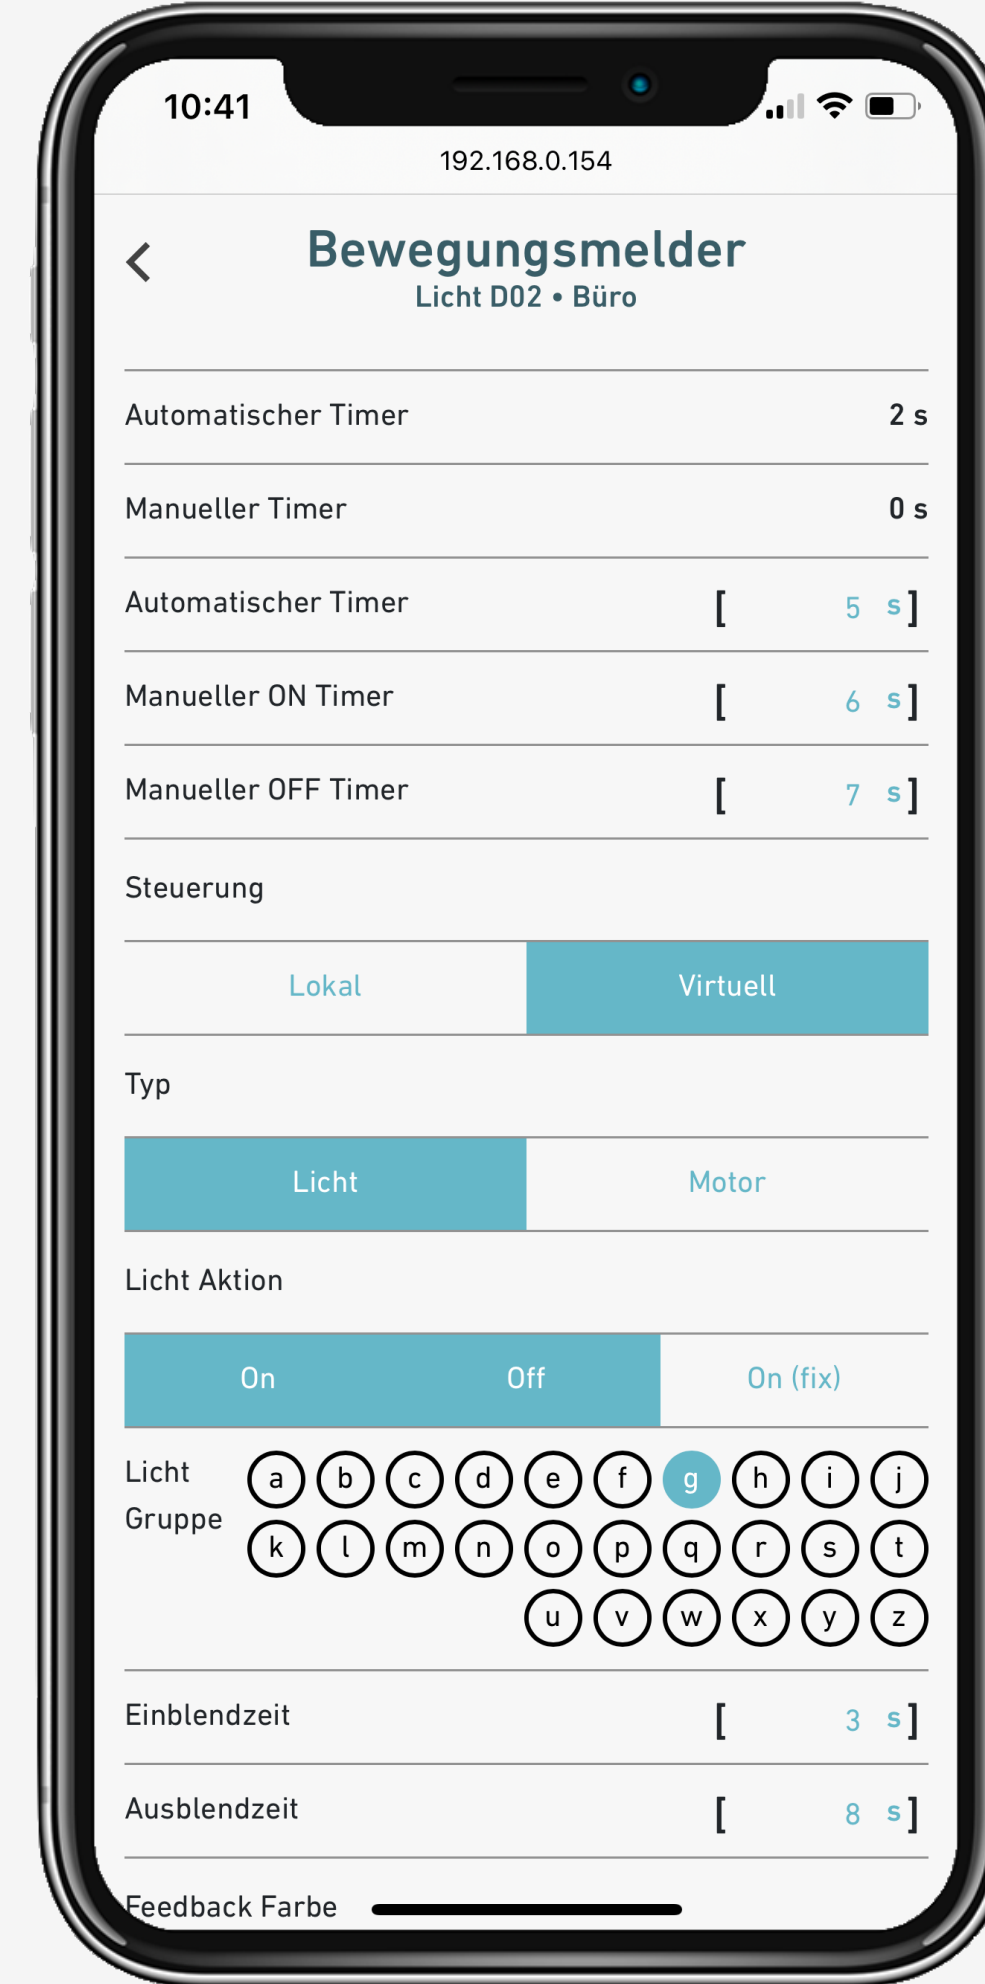 10:41
192.168.0.154
Bewegungsmelder
Licht D02 • Büro
Automatischer Timer 2 s
Manueller Timer 0 s
Automatischer Timer [ 5 s ]
Manueller ON Timer [ 6 s ]
Manueller OFF Timer [ 7 s ]
Steuerung
Lokal Virtuell
Typ
Licht Motor
Licht Aktion
On Off On (fix)
Licht Gruppe
a b c d e f g h i j
k l m n o p q r s t
u v w x y z
Einblendzeit [ 3 s ]
Ausblendzeit [ 8 s ]
Feedback Farbe